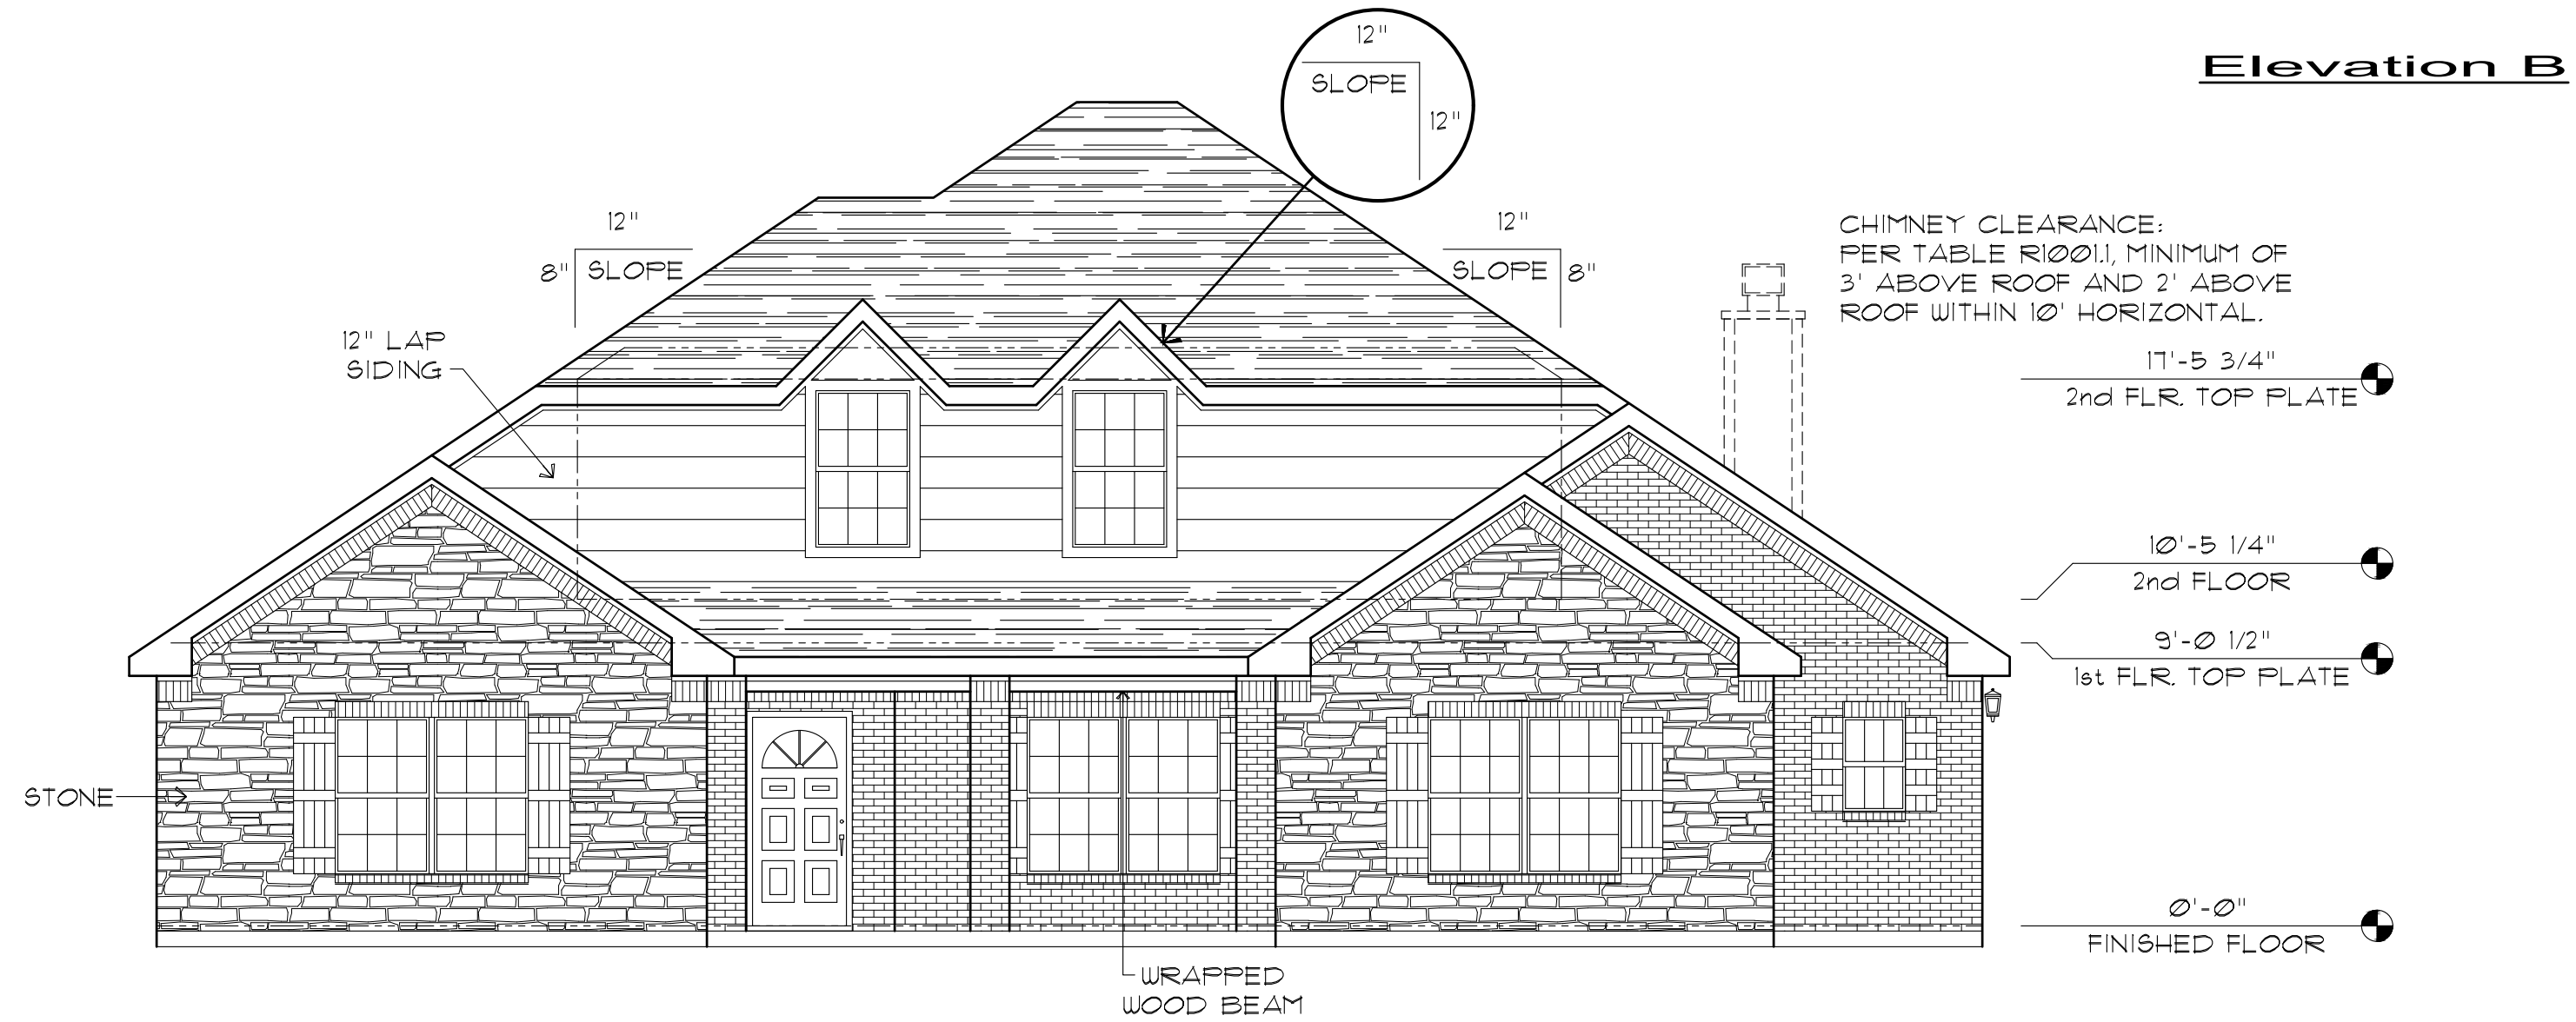 Elevation B
12"
SLOPE
12"
12"
8"
SLOPE
12"
SLOPE
8"
CHIMNEY CLEARANCE:
PER TABLE R1001.1, MINIMUM OF
3' ABOVE ROOF AND 2' ABOVE
ROOF WITHIN 10' HORIZONTAL.
12" LAP
SIDING
17'-5 3/4"
2nd FLR. TOP PLATE
10'-5 1/4"
2nd FLOOR
9'-0 1/2"
1st FLR. TOP PLATE
STONE
0'-0"
FINISHED FLOOR
WRAPPED
WOOD BEAM